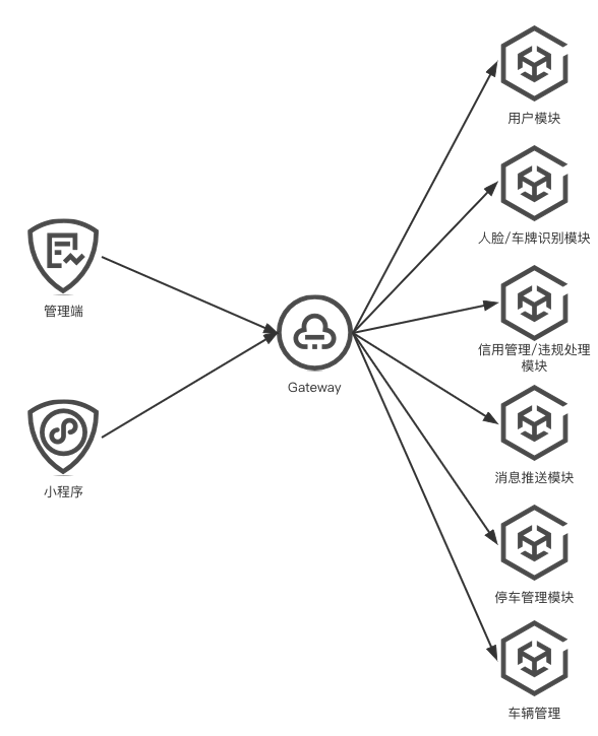 用户模块
人脸/车牌识别模块
管理端
信用管理/违规处理
模块
Gateway
消息推送模块
小程序
停车管理模块
车辆管理